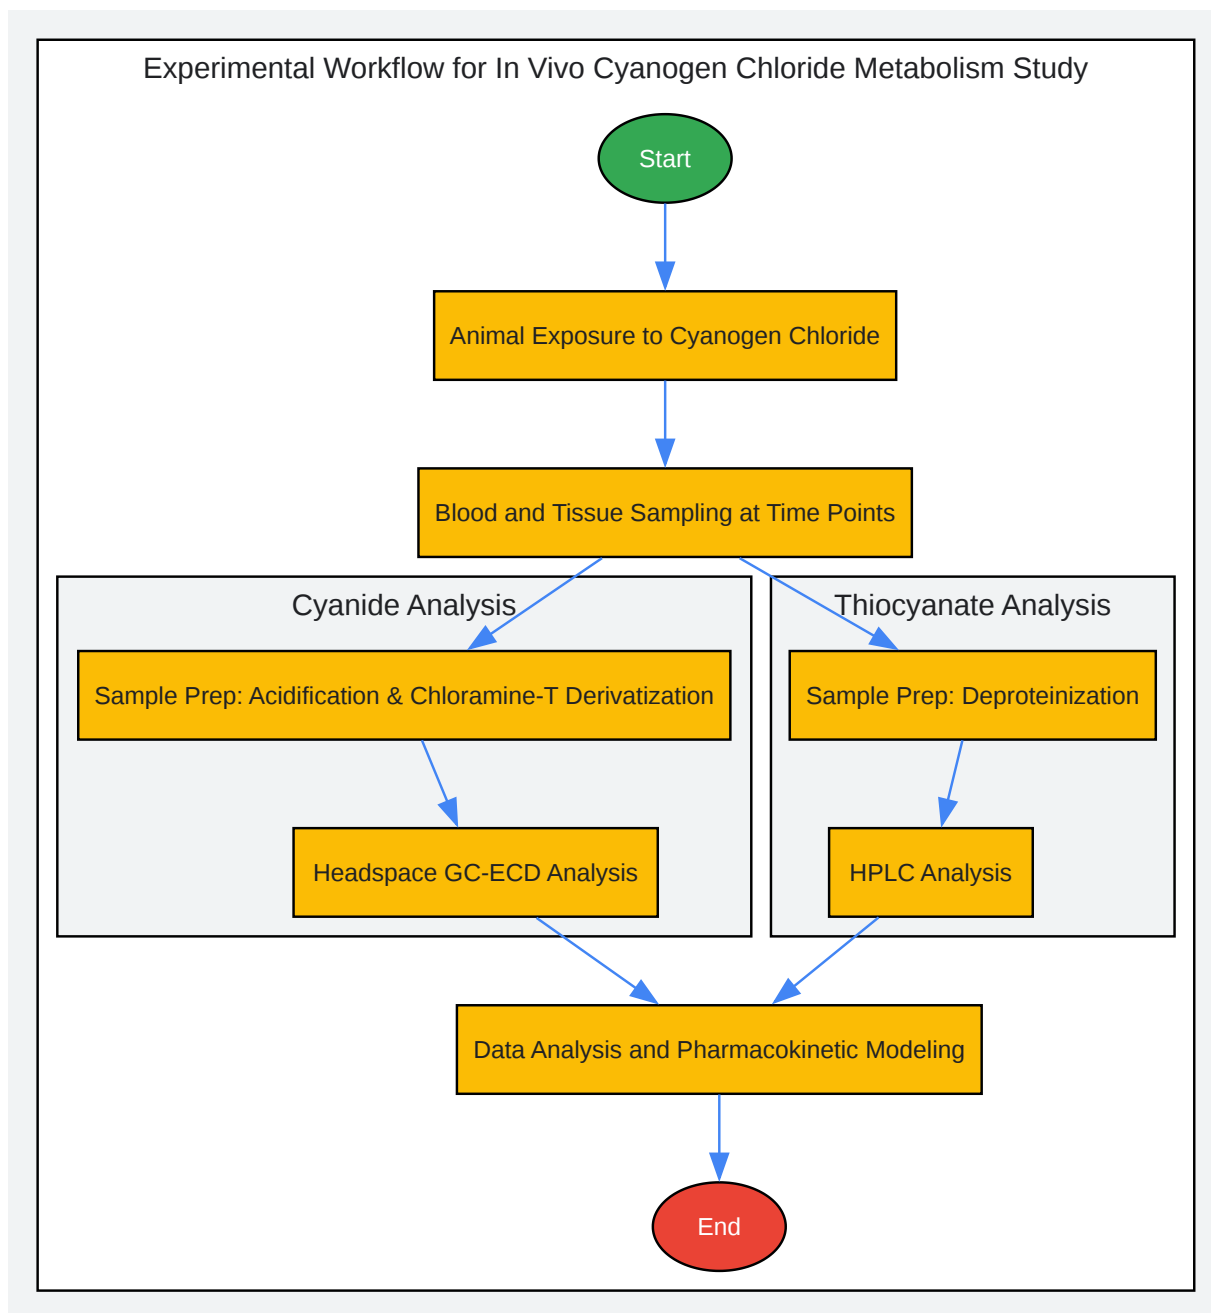 Experimental Workflow for In Vivo Cyanogen Chloride Metabolism Study
Start
Animal Exposure to Cyanogen Chloride
Blood and Tissue Sampling at Time Points
Cyanide Analysis
Sample Prep: Acidification & Chloramine-T Derivatization
Headspace GC-ECD Analysis
Thiocyanate Analysis
Sample Prep: Deproteinization
HPLC Analysis
Data Analysis and Pharmacokinetic Modeling
End